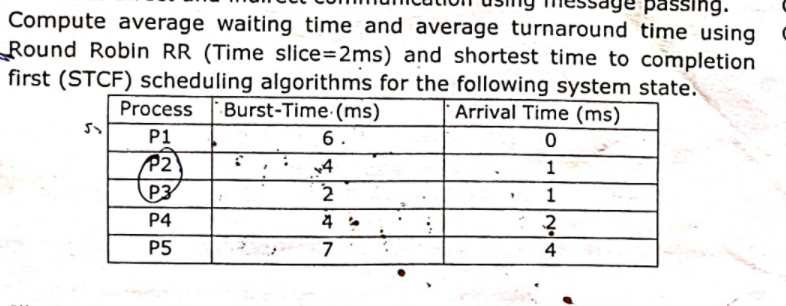 using message passing.
Compute average waiting time and average turnaround time using
Round Robin RR (Time slice=2ms) and shortest time to completion
first (STCF) scheduling algorithms for the following system state.
Process Burst-Time (ms) Arrival Time (ms)
P1 6 0
P2 4 1
P3 2 1
P4 4 2
P5 7 4